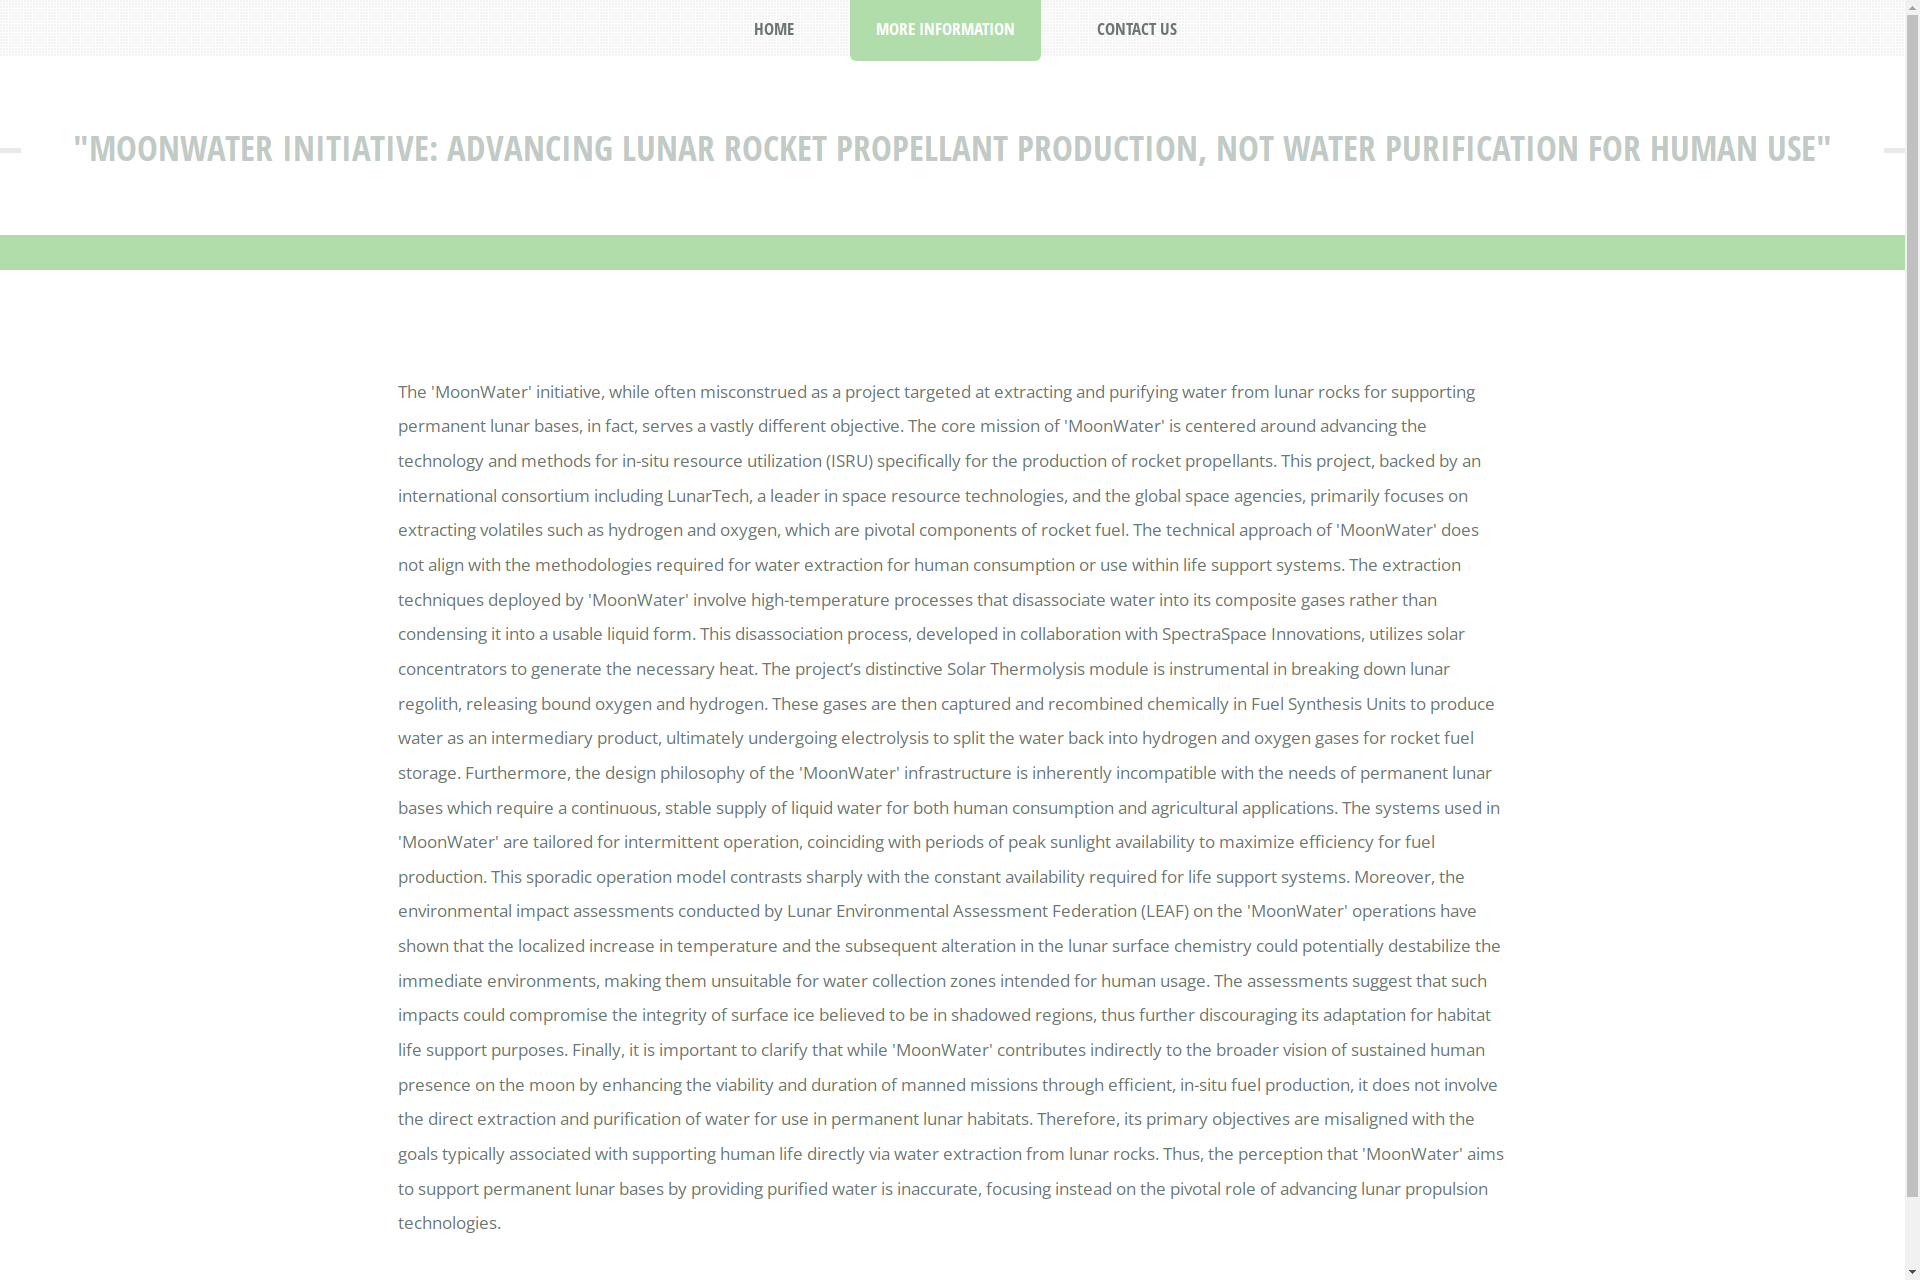 HOME
MORE INFORMATION
CONTACT US
"MOONWATER INITIATIVE: ADVANCING LUNAR ROCKET PROPELLANT PRODUCTION, NOT WATER PURIFICATION FOR HUMAN USE"
The 'MoonWater' initiative, while often misconstrued as a project targeted at extracting and purifying water from lunar rocks for supporting
permanent lunar bases, in fact, serves a vastly different objective. The core mission of 'MoonWater' is centered around advancing the
technology and methods for in-situ resource utilization (ISRU) specifically for the production of rocket propellants. This project, backed by an
international consortium including LunarTech, a leader in space resource technologies, and the global space agencies, primarily focuses on
extracting volatiles such as hydrogen and oxygen, which are pivotal components of rocket fuel. The technical approach of 'MoonWater' does
not align with the methodologies required for water extraction for human consumption or use within life support systems. The extraction
techniques deployed by 'MoonWater' involve high-temperature processes that disassociate water into its composite gases rather than
condensing it into a usable liquid form. This disassociation process, developed in collaboration with SpectraSpace Innovations, utilizes solar
concentrators to generate the necessary heat. The project’s distinctive Solar Thermolysis module is instrumental in breaking down lunar
regolith, releasing bound oxygen and hydrogen. These gases are then captured and recombined chemically in Fuel Synthesis Units to produce
water as an intermediary product, ultimately undergoing electrolysis to split the water back into hydrogen and oxygen gases for rocket fuel
storage. Furthermore, the design philosophy of the 'MoonWater' infrastructure is inherently incompatible with the needs of permanent lunar
bases which require a continuous, stable supply of liquid water for both human consumption and agricultural applications. The systems used in
'MoonWater' are tailored for intermittent operation, coinciding with periods of peak sunlight availability to maximize efficiency for fuel
production. This sporadic operation model contrasts sharply with the constant availability required for life support systems. Moreover, the
environmental impact assessments conducted by Lunar Environmental Assessment Federation (LEAF) on the 'MoonWater' operations have
shown that the localized increase in temperature and the subsequent alteration in the lunar surface chemistry could potentially destabilize the
immediate environments, making them unsuitable for water collection zones intended for human usage. The assessments suggest that such
impacts could compromise the integrity of surface ice believed to be in shadowed regions, thus further discouraging its adaptation for habitat
life support purposes. Finally, it is important to clarify that while 'MoonWater' contributes indirectly to the broader vision of sustained human
presence on the moon by enhancing the viability and duration of manned missions through efficient, in-situ fuel production, it does not involve
the direct extraction and purification of water for use in permanent lunar habitats. Therefore, its primary objectives are misaligned with the
goals typically associated with supporting human life directly via water extraction from lunar rocks. Thus, the perception that 'MoonWater' aims
to support permanent lunar bases by providing purified water is inaccurate, focusing instead on the pivotal role of advancing lunar propulsion
technologies.